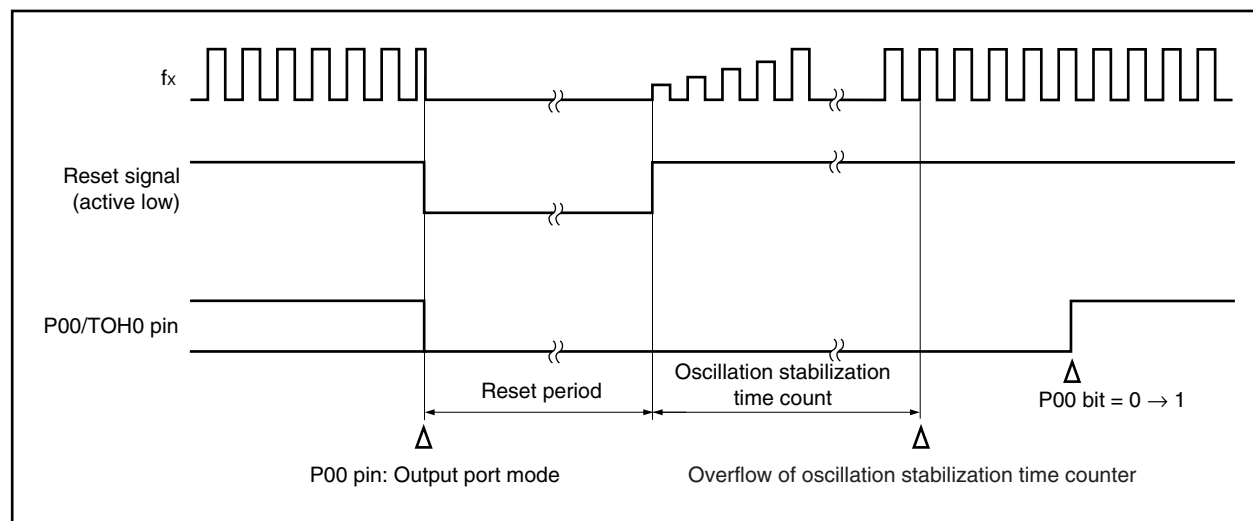 fx
Reset signal
(active low)
P00/TOH0 pin
Reset period
Oscillation stabilization
time count
P00 bit = 0 → 1
P00 pin: Output port mode
Overflow of oscillation stabilization time counter